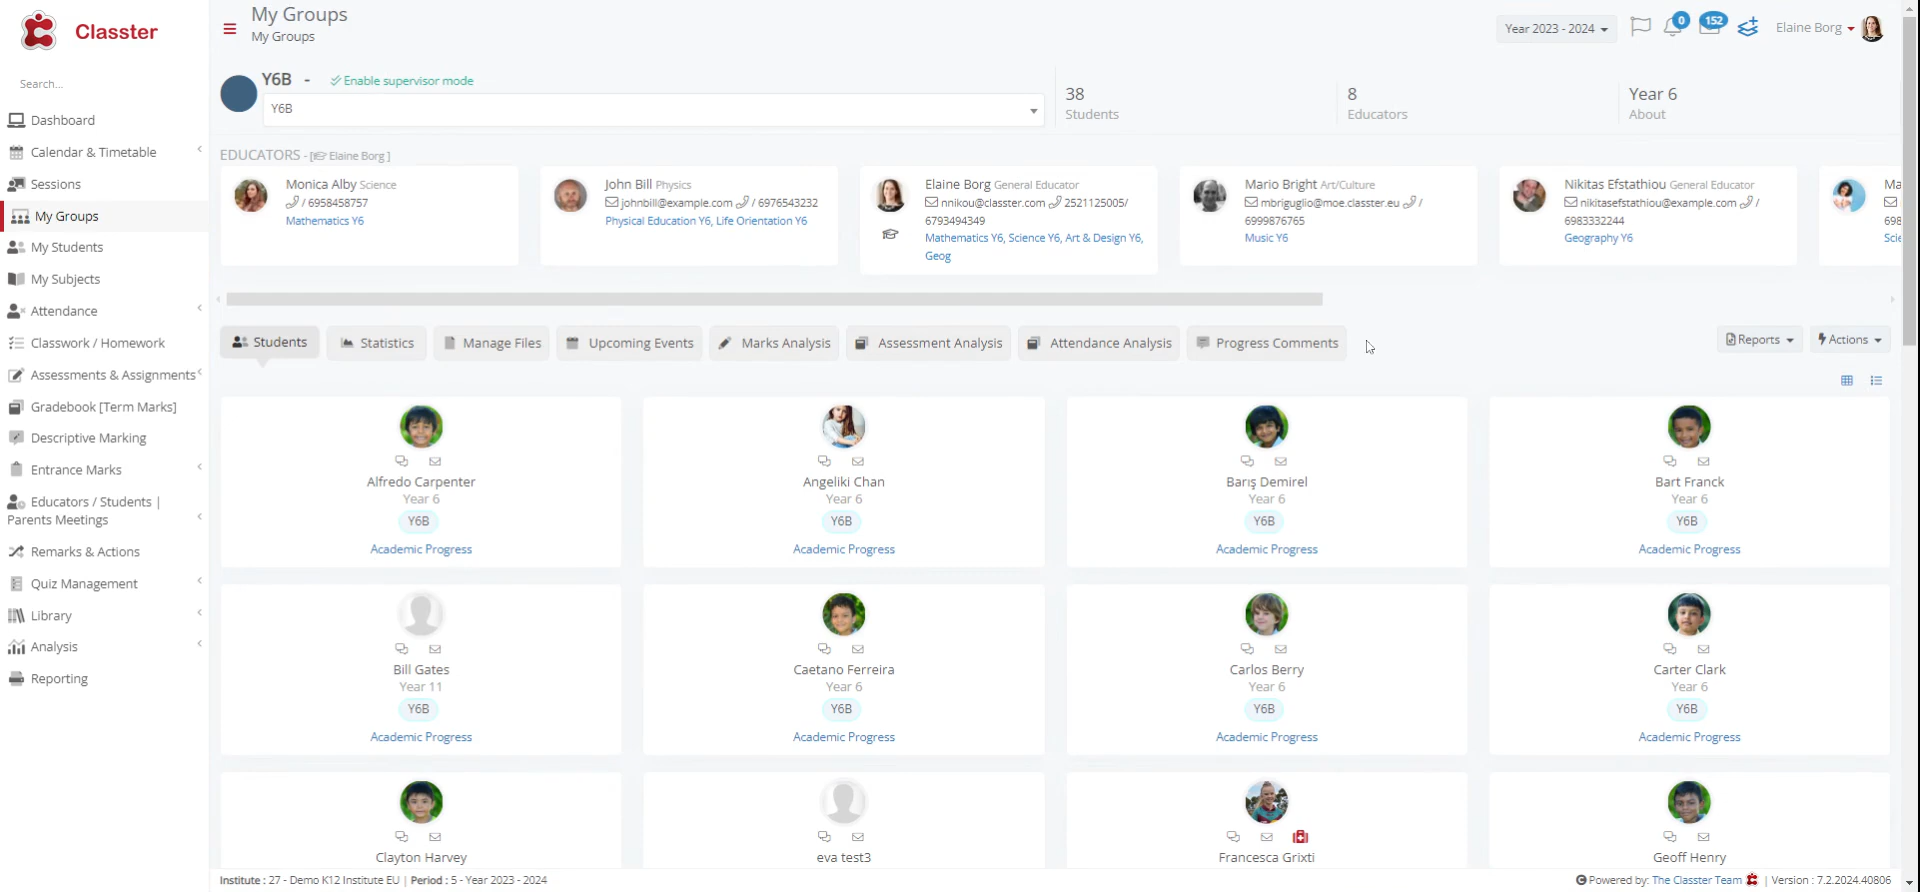 Classter
My Groups
My Groups
Year 2023 - 2024
0
152
Elaine Borg
Search...
Dashboard
Calendar & Timetable
Sessions
My Groups
My Students
My Subjects
Attendance
Classwork / Homework
Assessments & Assignments
Gradebook [Term Marks]
Descriptive Marking
Entrance Marks
Educators / Students |
Parents Meetings
Remarks & Actions
Quiz Management
Library
Analysis
Reporting
Y6B - Enable supervisor mode
Y6B
38
Students
8
Educators
Year 6
About
EDUCATORS - [ Elaine Borg ]
Monica Alby Science
/ 6958458757
Mathematics Y6
John Bill Physics
johnbill@example.com / 6976543232
Physical Education Y6, Life Orientation Y6
Elaine Borg General Educator
nnikou@classter.com 2521125005/
6793494349
Mathematics Y6, Science Y6, Art & Design Y6,
Geog
Mario Bright Art/Culture
mbriguglio@moe.classter.eu /
6999876765
Music Y6
Nikitas Efstathiou General Educator
nikitasefstathiou@example.com /
6983332244
Geography Y6
Ma
698
Scie
Students
Statistics
Manage Files
Upcoming Events
Marks Analysis
Assessment Analysis
Attendance Analysis
Progress Comments
Reports
Actions
Alfredo Carpenter
Year 6
Y6B
Academic Progress
Angeliki Chan
Year 6
Y6B
Academic Progress
Barış Demirel
Year 6
Y6B
Academic Progress
Bart Franck
Year 6
Y6B
Academic Progress
Bill Gates
Year 11
Y6B
Academic Progress
Caetano Ferreira
Year 6
Y6B
Academic Progress
Carlos Berry
Year 6
Y6B
Academic Progress
Carter Clark
Year 6
Y6B
Academic Progress
Clayton Harvey
eva test3
Francesca Grixti
Geoff Henry
Institute : 27 - Demo K12 Institute EU | Period : 5 - Year 2023 - 2024
Powered by: The Classter Team | Version : 7.2.2024.40806